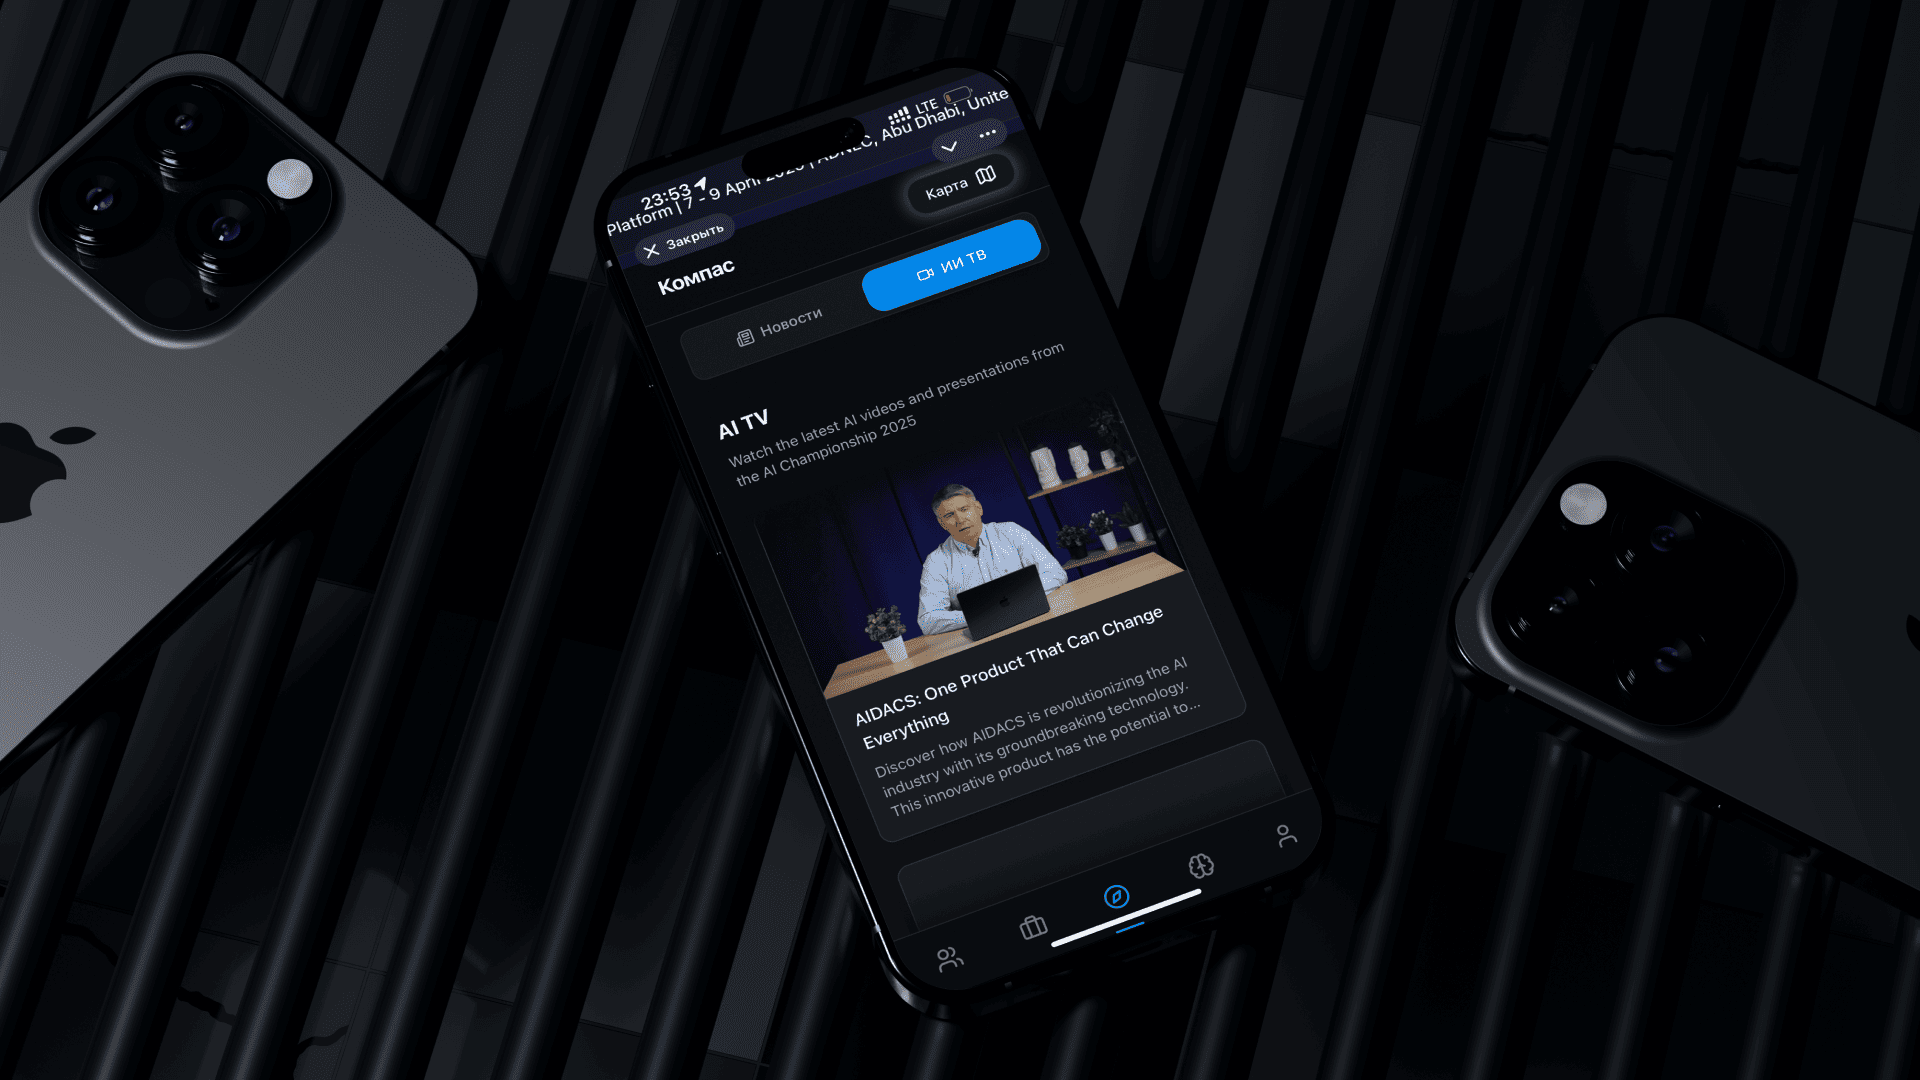 23:53
LTE
Platform | 7 - 9 April | ADNEC, Abu Dhabi, Unite
Закрыть
Карта
Компас
Новости
ИИ ТВ
AI TV
Watch the latest AI videos and presentations from
the AI Championship 2025
AIDACS: One Product That Can Change
Everything
Discover how AIDACS is revolutionizing the AI
industry with its groundbreaking technology.
This innovative product has the potential to...